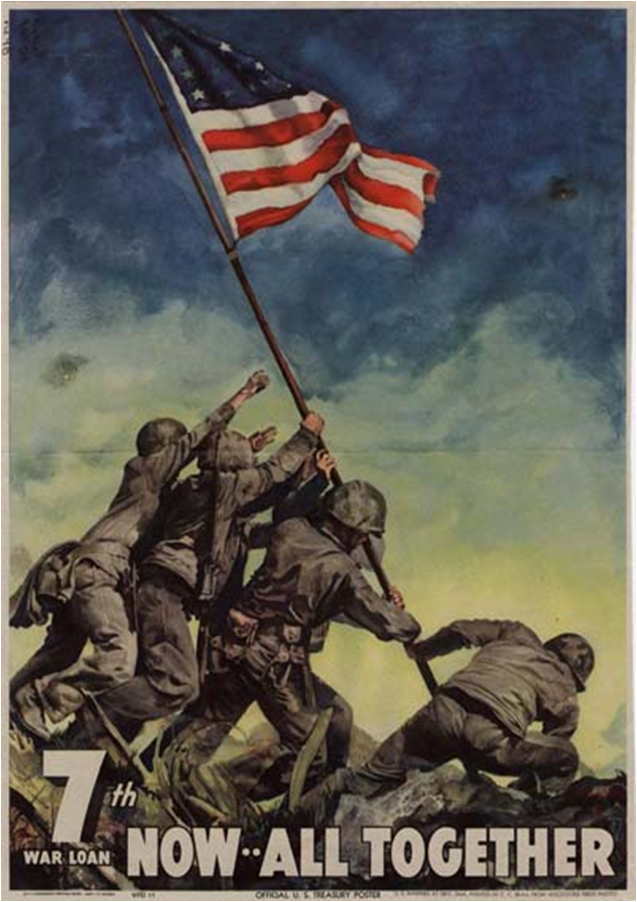 7th
WAR LOAN
NOW··ALL TOGETHER
OFFICIAL U. S. TREASURY POSTER